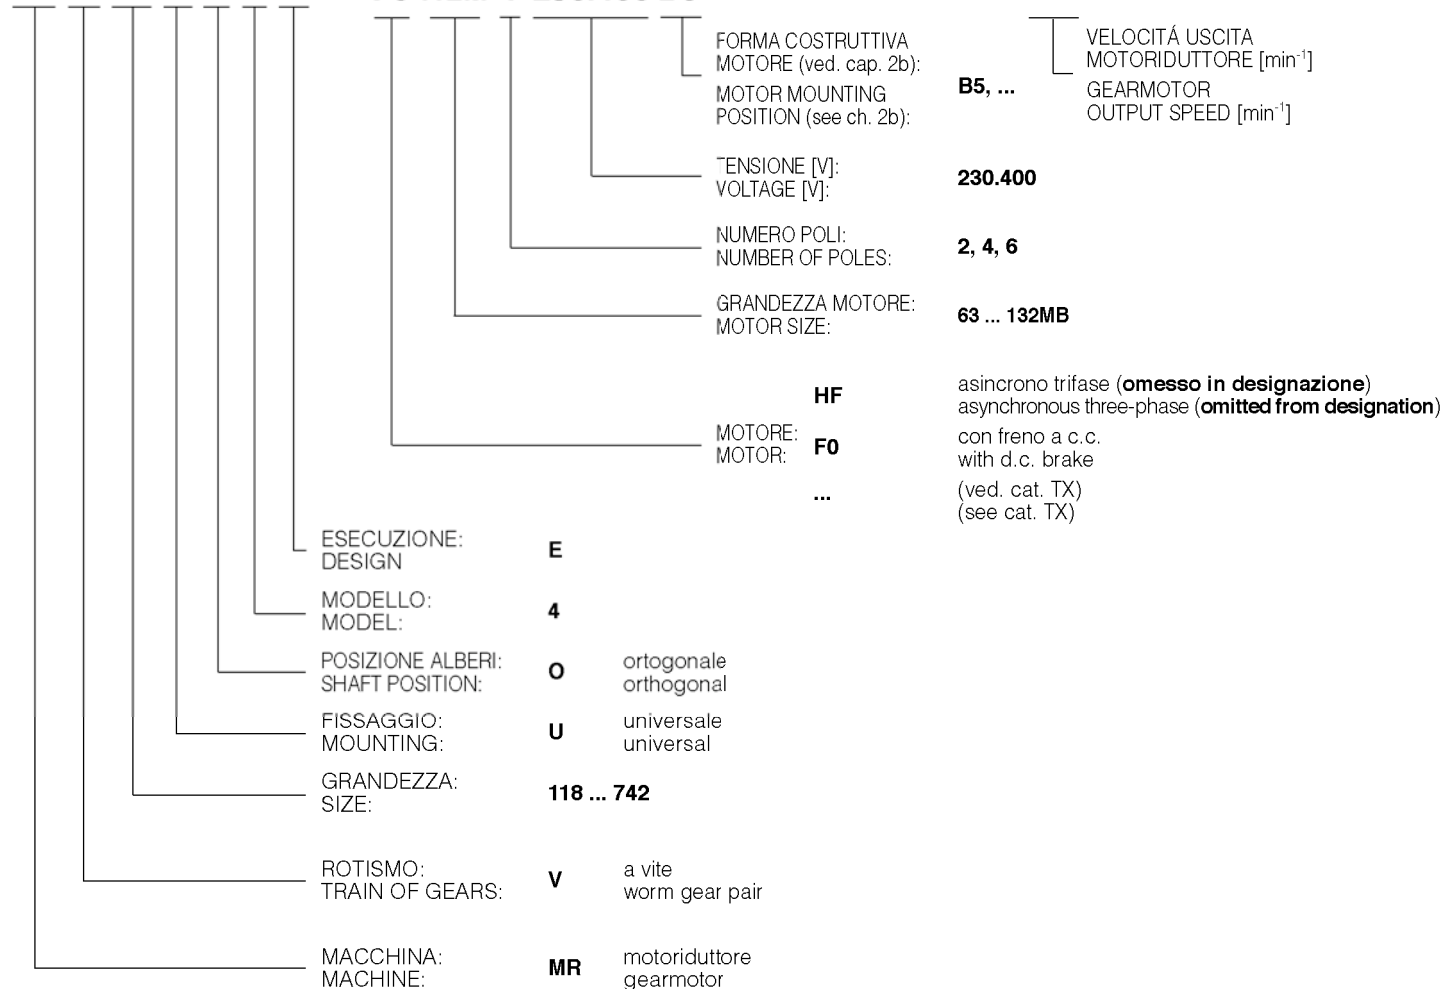 FORMA COSTRUTTIVA
MOTORE (ved. cap. 2b):
MOTOR MOUNTING
POSITION (see ch. 2b):
B5, ...
VELOCITÁ USCITA
MOTORIDUTTORE [min-1]
GEARMOTOR
OUTPUT SPEED [min-1]
TENSIONE [V]:
VOLTAGE [V]:
230.400
NUMERO POLI:
NUMBER OF POLES:
2, 4, 6
GRANDEZZA MOTORE:
MOTOR SIZE:
63 ... 132MB
HF
asincrono trifase (omesso in designazione)
asynchronous three-phase (omitted from designation)
MOTORE:
MOTOR:
F0
con freno a c.c.
with d.c. brake
...
(ved. cat. TX)
(see cat. TX)
ESECUZIONE:
DESIGN
E
MODELLO:
MODEL:
4
POSIZIONE ALBERI:
SHAFT POSITION:
O
ortogonale
orthogonal
FISSAGGIO:
MOUNTING:
U
universale
universal
GRANDEZZA:
SIZE:
118 ... 742
ROTISMO:
TRAIN OF GEARS:
V
a vite
worm gear pair
MACCHINA:
MACHINE:
MR
motoriduttore
gearmotor